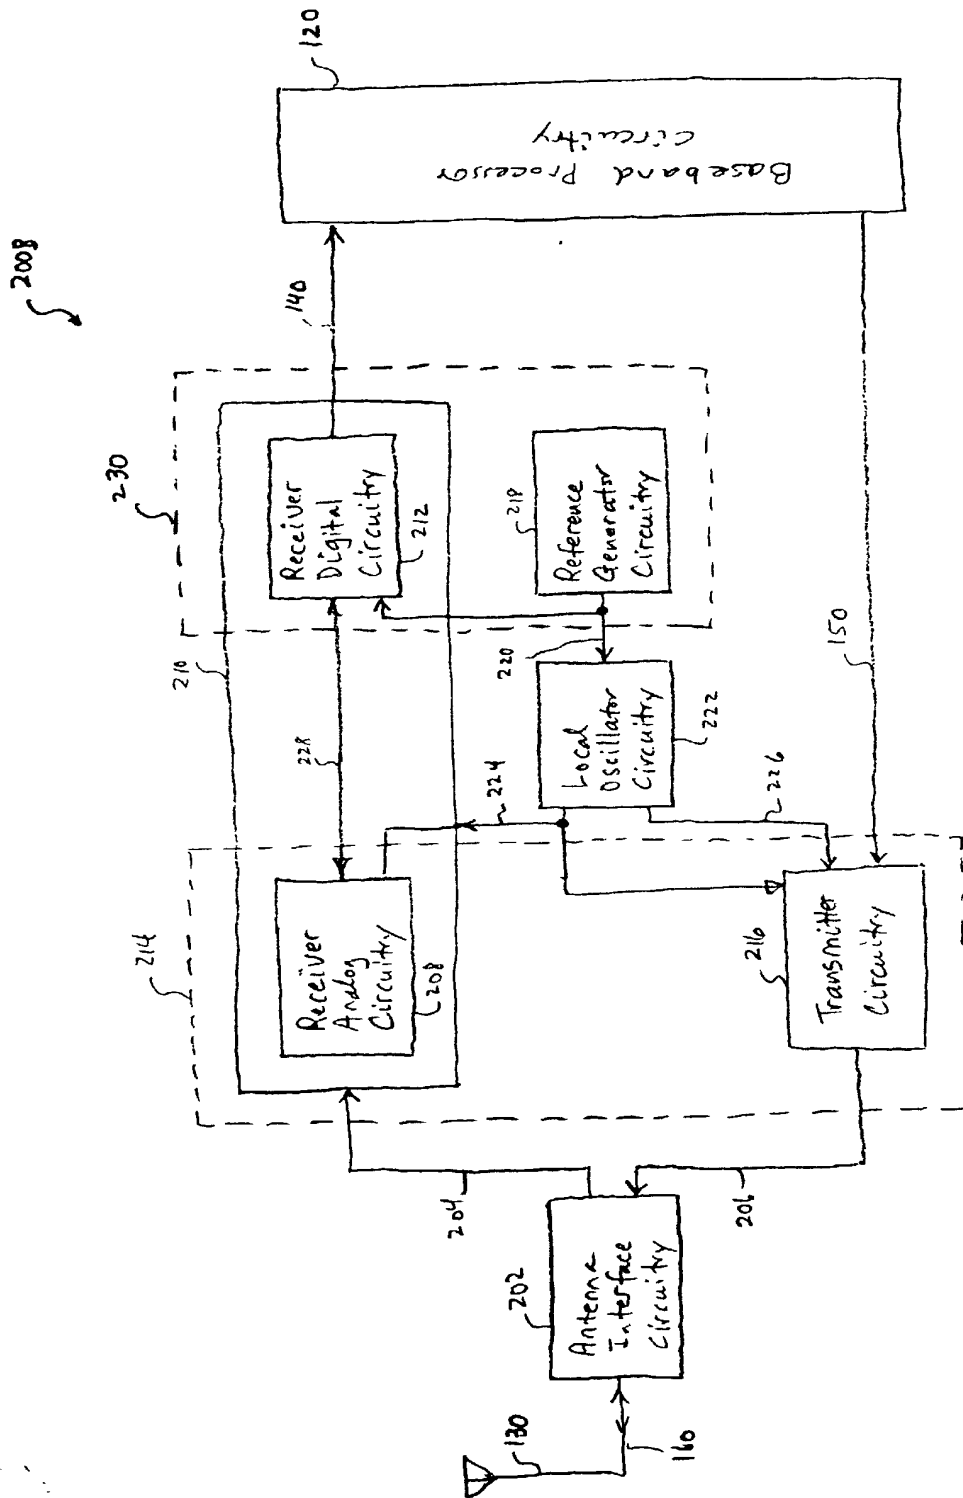 200B
120
Baseband Processor
Circuitry
140
230
210
Receiver
Digital
Circuitry
212
218
Reference
Generator
Circuitry
220
228
150
Local
Oscillator
Circuitry
222
224
226
214
Receiver
Analog
Circuitry
208
216
Transmitter
Circuitry
204
206
202
Antenna
Interface
Circuitry
130
160